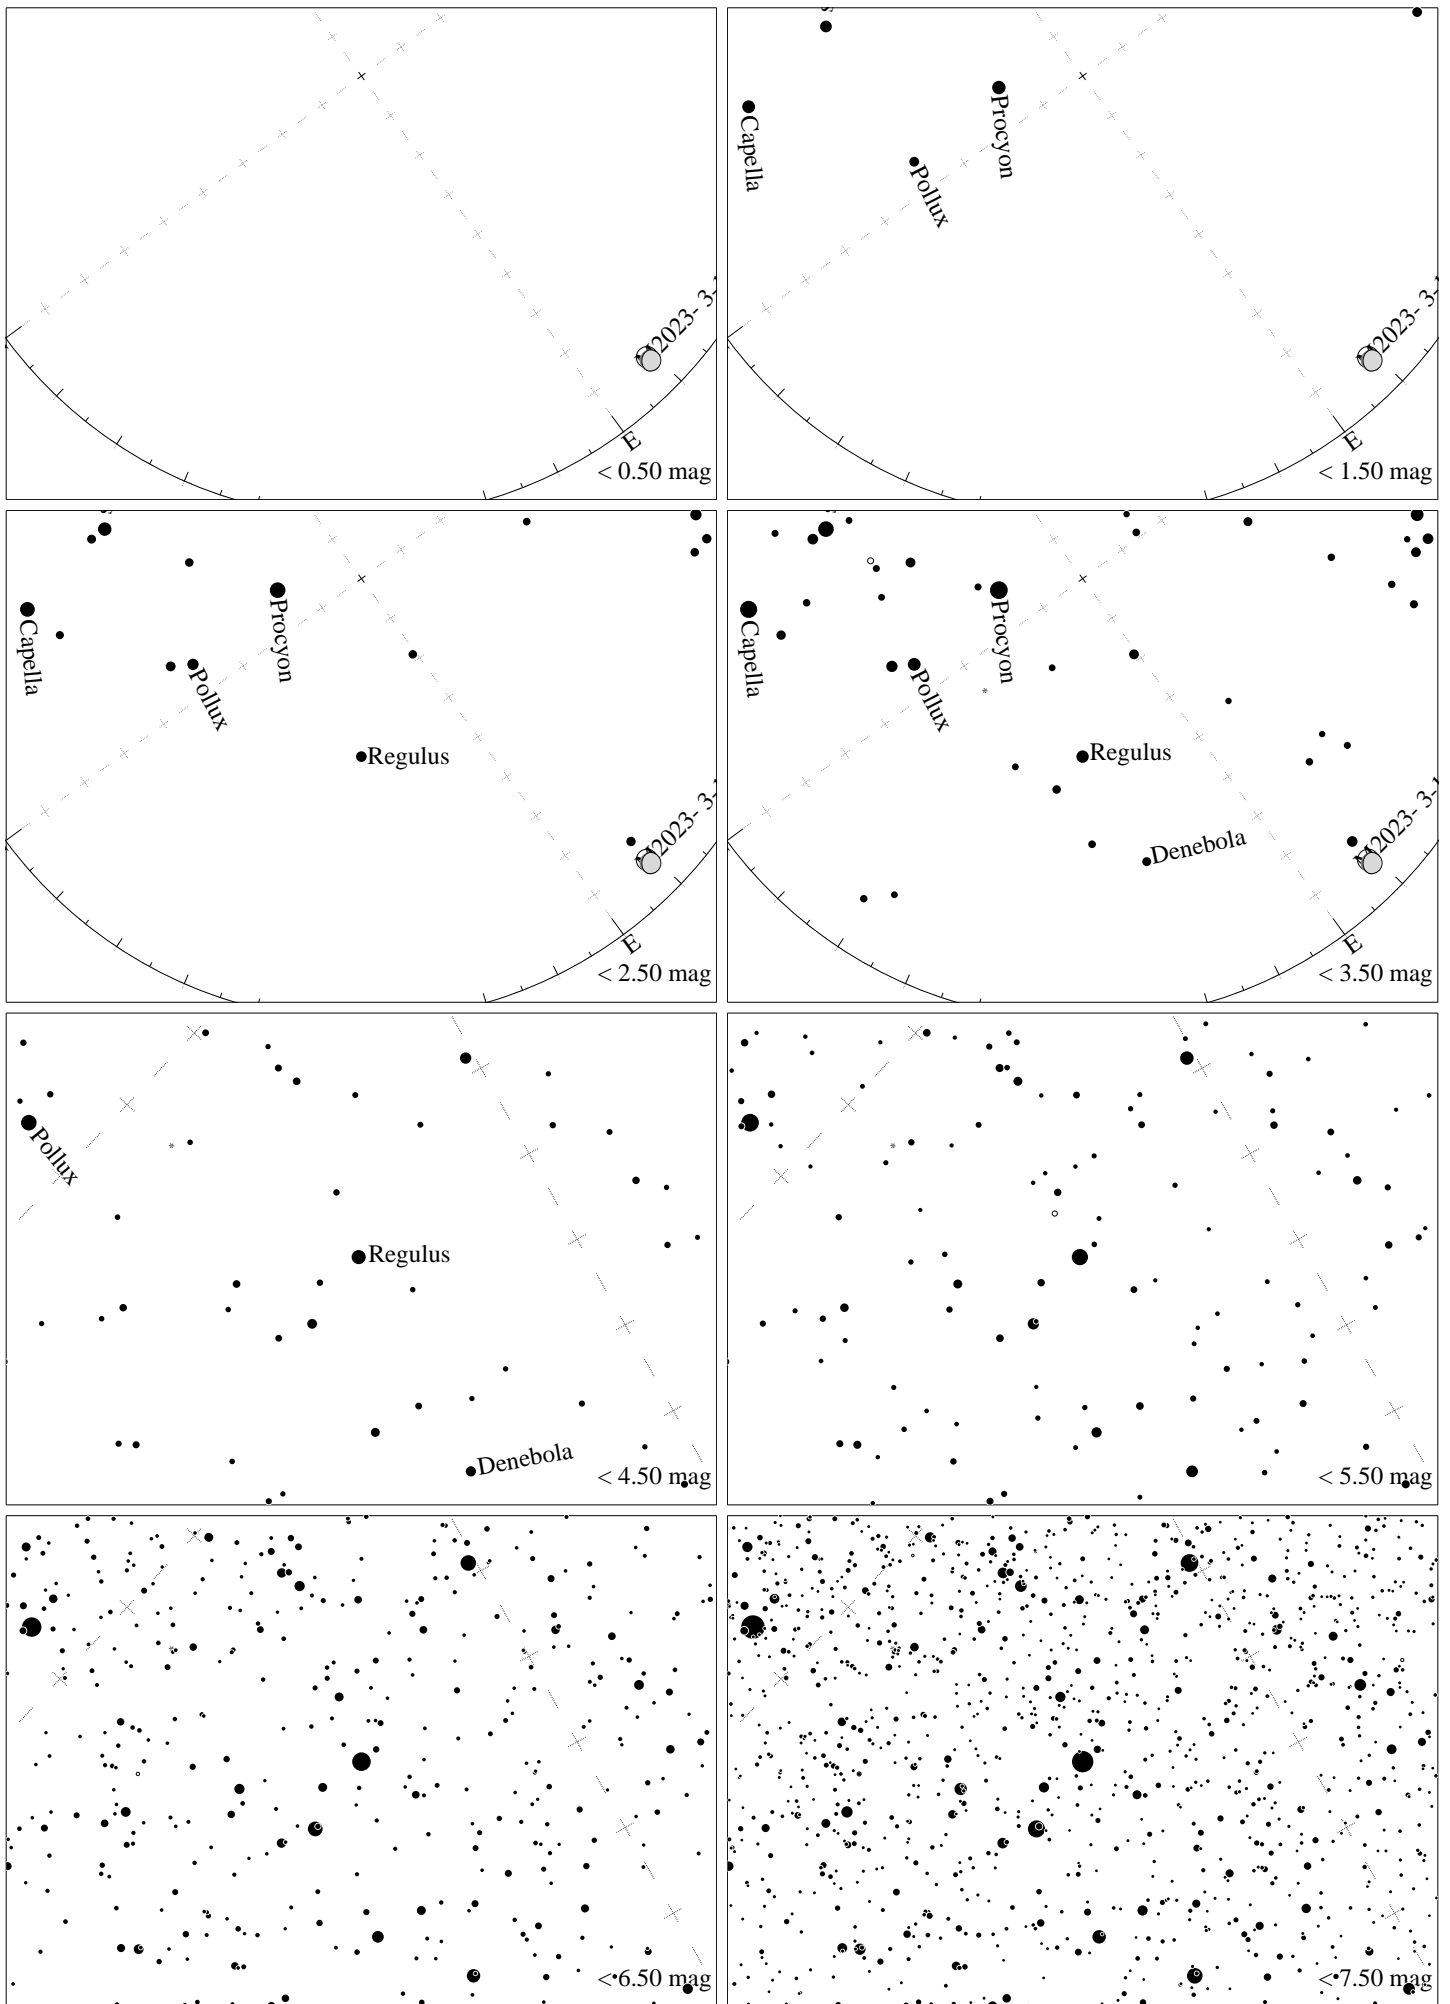 2023- 3-
E
< 0.50 mag
Capella
Procyon
Pollux
2023- 3-1
E
< 1.50 mag
Capella
Procyon
Pollux
Regulus
2023- 3-
E
< 2.50 mag
Capella
Procyon
Pollux
Regulus
Denebola
2023- 3-1
E
< 3.50 mag
Pollux
Regulus
Denebola
< 4.50 mag
< 5.50 mag
< 6.50 mag
< 7.50 mag